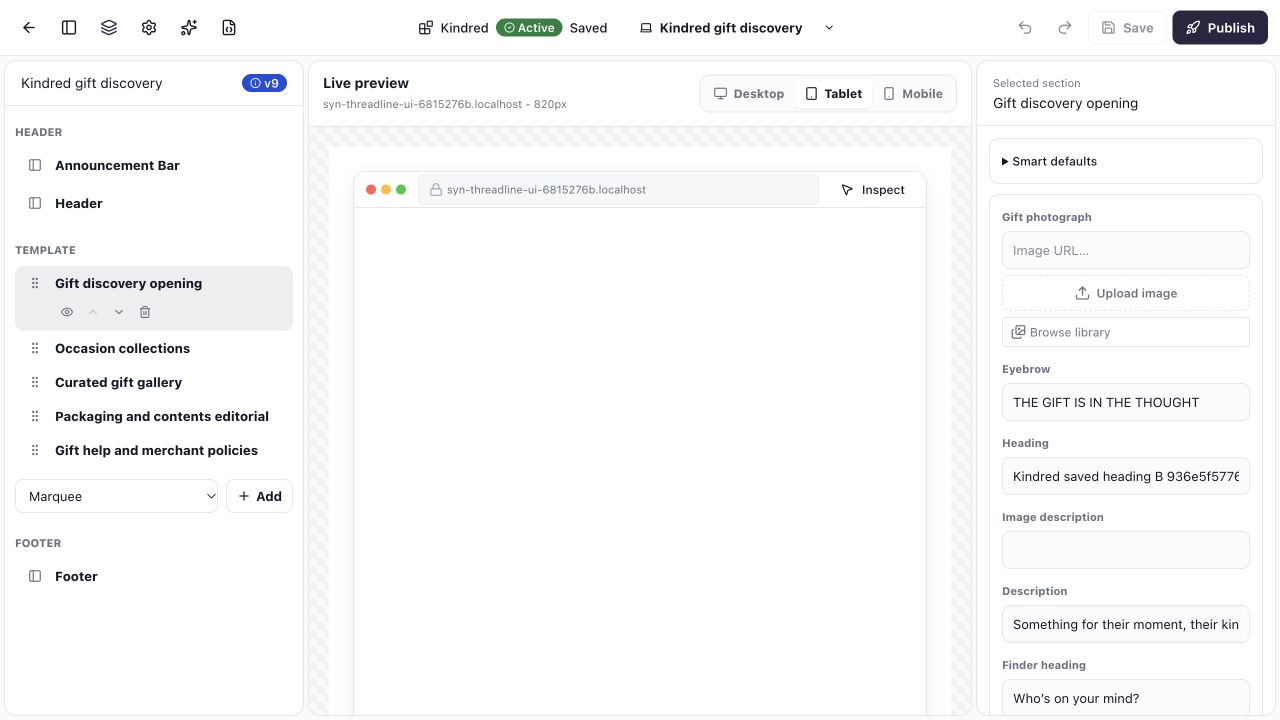 Kindred
Active
Saved
Kindred gift discovery
Save
Publish
Kindred gift discovery
v9
HEADER
Announcement Bar
Header
TEMPLATE
Gift discovery opening
Occasion collections
Curated gift gallery
Packaging and contents editorial
Gift help and merchant policies
Marquee
Add
FOOTER
Footer
Live preview
syn-threadline-ui-6815276b.localhost - 820px
Desktop
Tablet
Mobile
syn-threadline-ui-6815276b.localhost
Inspect
Selected section
Gift discovery opening
Smart defaults
Gift photograph
Image URL...
Upload image
Browse library
Eyebrow
THE GIFT IS IN THE THOUGHT
Heading
Kindred saved heading B 936e5f5776
Image description
Description
Something for their moment, their kin
Finder heading
Who's on your mind?